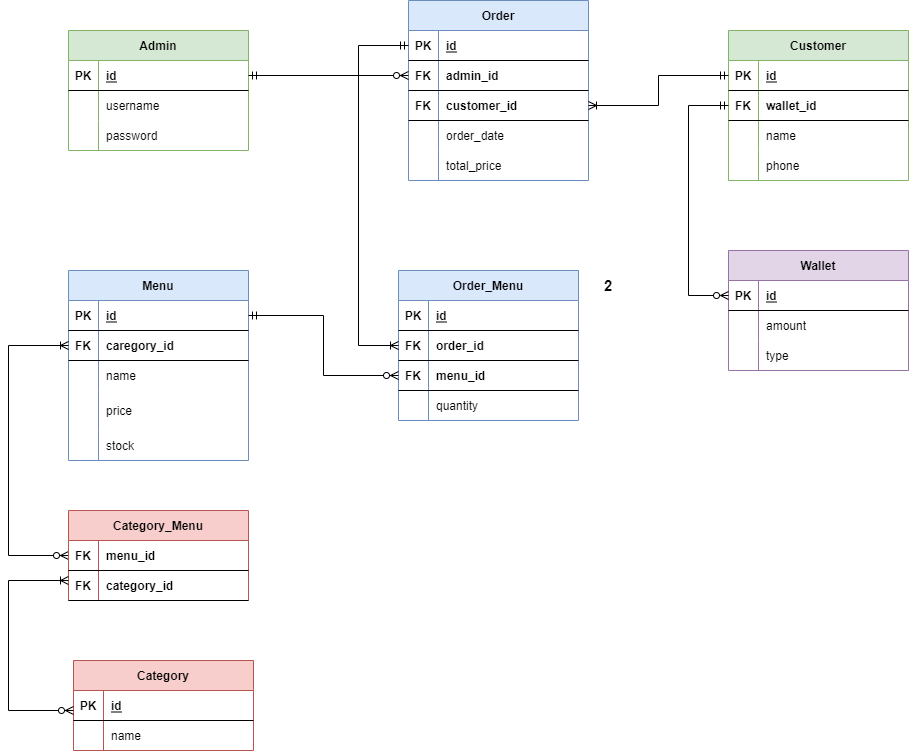 Order
PK id
FK admin_id
FK customer_id
order_date
total_price
Admin
PK id
username
password
Customer
PK id
FK wallet_id
name
phone
Wallet
PK id
amount
type
Menu
PK id
FK caregory_id
name
price
stock
Order_Menu
PK id
FK order_id
FK menu_id
quantity
2
Category_Menu
FK menu_id
FK category_id
Category
PK id
name